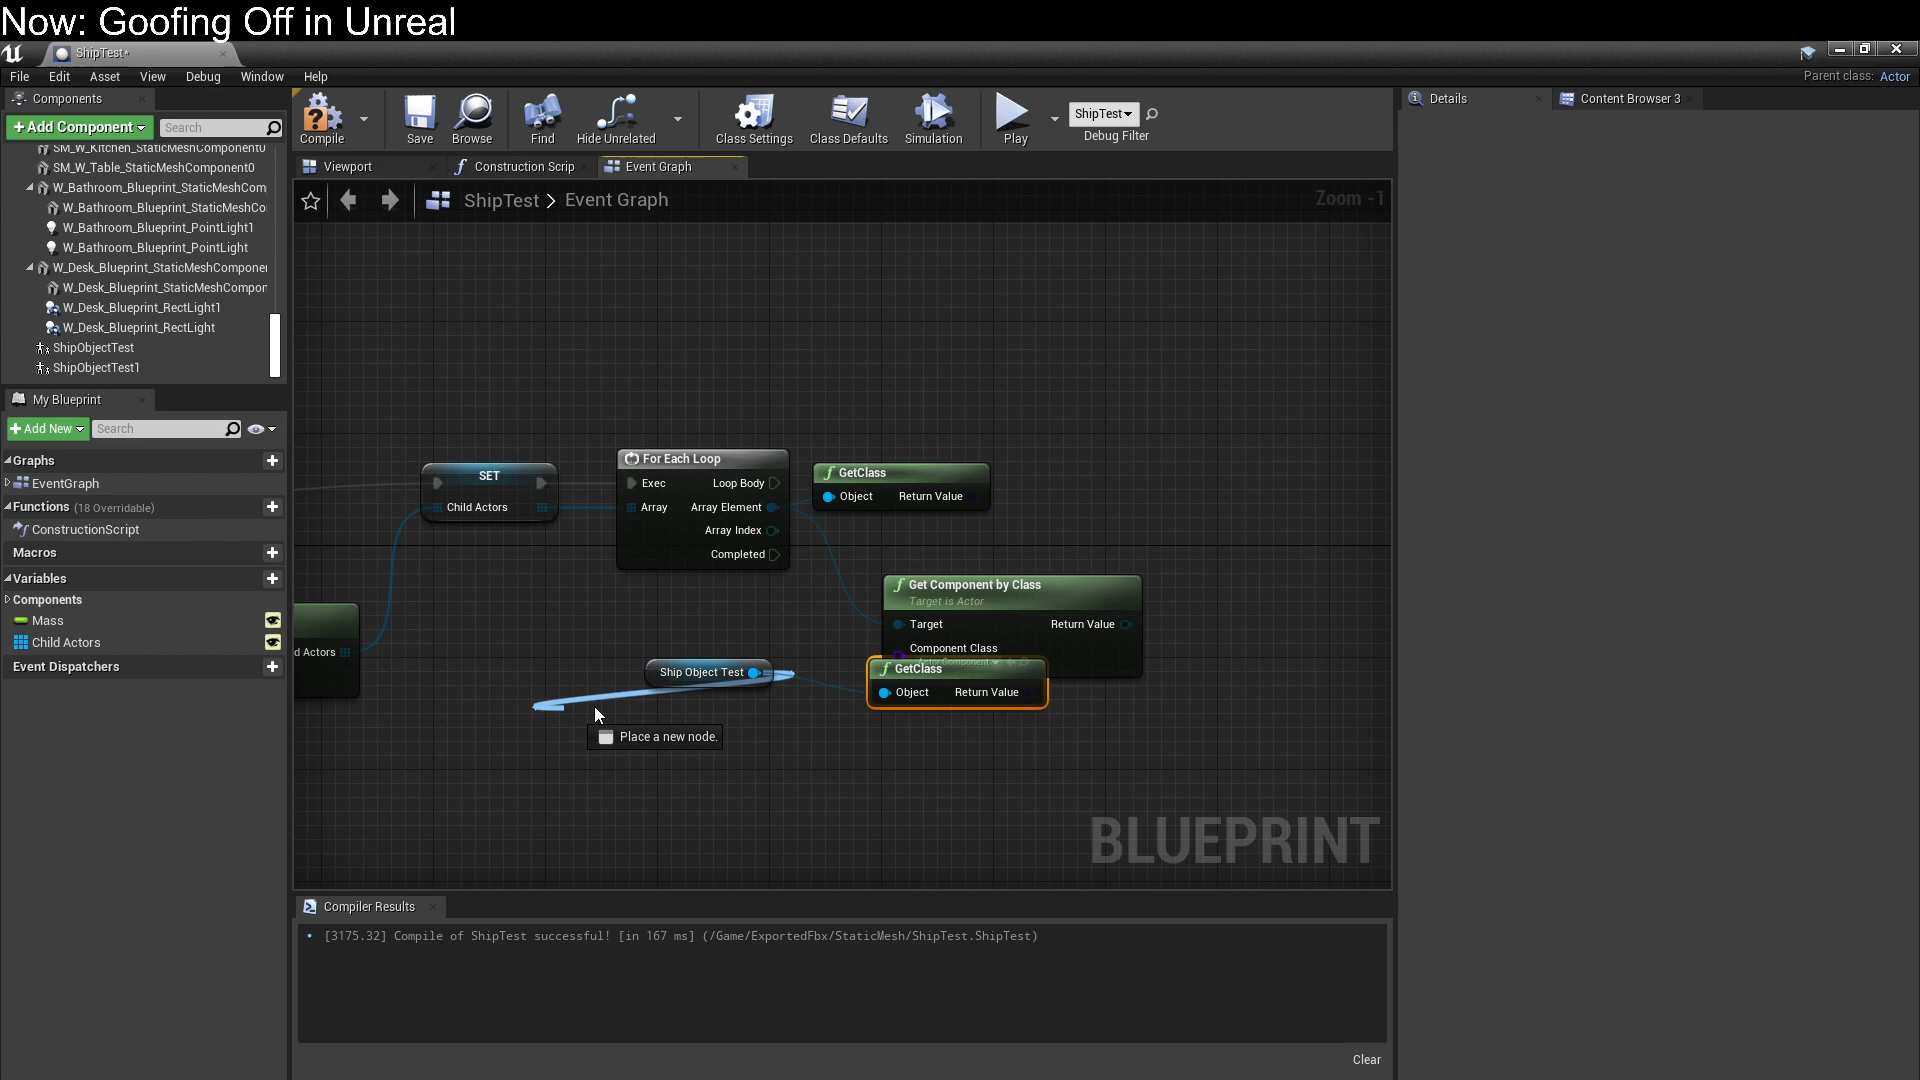 Now: Goofing Off in Unreal
ShipTest*
File Edit Asset View Debug Window Help
Parent class: Actor
Components
+Add Component
Search
SM_W_Kitchen_StaticMeshComponent0
SM_W_Table_StaticMeshComponent0
W_Bathroom_Blueprint_StaticMeshCom
W_Bathroom_Blueprint_StaticMeshCo
W_Bathroom_Blueprint_PointLight1
W_Bathroom_Blueprint_PointLight
W_Desk_Blueprint_StaticMeshComponer
W_Desk_Blueprint_StaticMeshCompon
W_Desk_Blueprint_RectLight1
W_Desk_Blueprint_RectLight
ShipObjectTest
ShipObjectTest1
My Blueprint
+Add New
Search
Graphs
EventGraph
Functions (18 Overridable)
ConstructionScript
Macros
Variables
Components
Mass
Child Actors
Event Dispatchers
Compile
Save
Browse
Find
Hide Unrelated
Class Settings
Class Defaults
Simulation
Play
ShipTest
Debug Filter
Viewport
Construction Scrip
Event Graph
ShipTest > Event Graph
Zoom -1
SET
Child Actors
For Each Loop
Exec Loop Body
Array Array Element
Array Index
Completed
GetClass
Object Return Value
Get Component by Class
Target is Actor
Target Return Value
Component Class
Actor Component
d Actors
Ship Object Test
GetClass
Object Return Value
Place a new node.
BLUEPRINT
Compiler Results
[3175.32] Compile of ShipTest successful! [in 167 ms] (/Game/ExportedFbx/StaticMesh/ShipTest.ShipTest)
Clear
Details
Content Browser 3